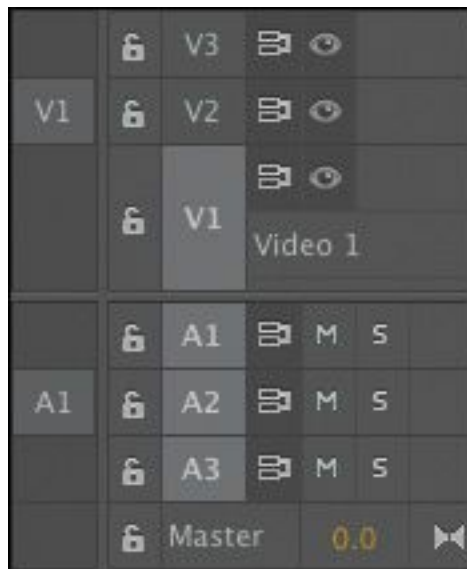 V3
V1 V2
V1
Video 1
A1 M S
A1 A2 M S
A3 M S
Master 0.0